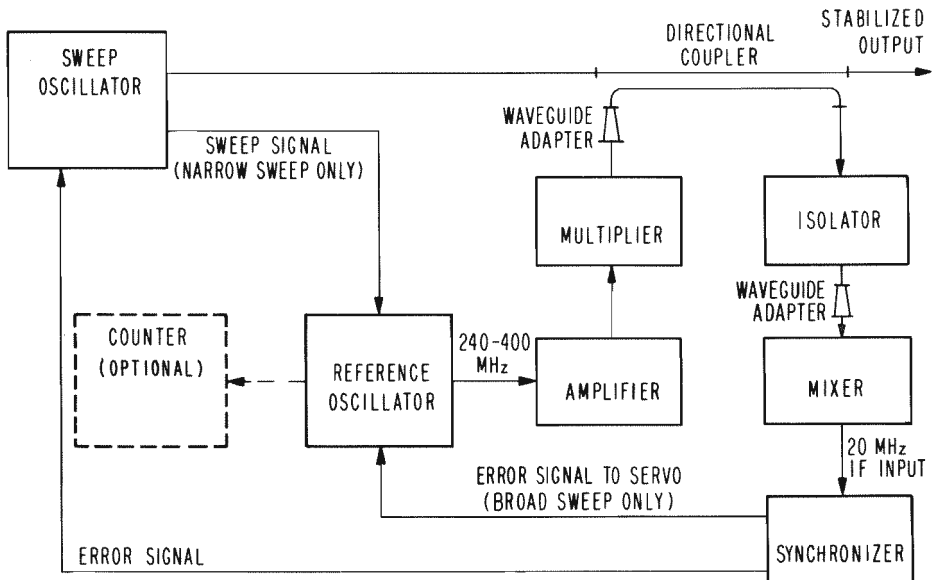 SWEEP
OSCILLATOR
DIRECTIONAL
COUPLER
STABILIZED
OUTPUT
SWEEP SIGNAL
(NARROW SWEEP ONLY)
WAVEGUIDE
ADAPTER
MULTIPLIER
ISOLATOR
WAVEGUIDE
ADAPTER
COUNTER
(OPTIONAL)
REFERENCE
OSCILLATOR
240-400
MHz
AMPLIFIER
MIXER
20 MHz
IF INPUT
ERROR SIGNAL TO SERVO
(BROAD SWEEP ONLY)
ERROR SIGNAL
SYNCHRONIZER